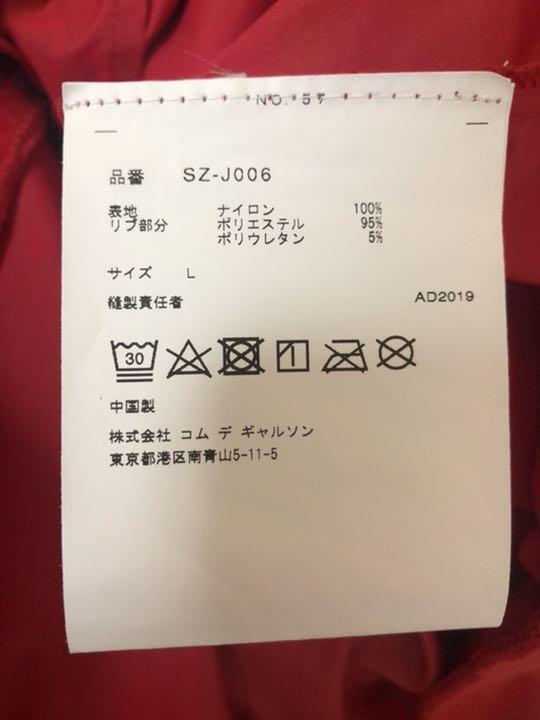 NO. 57
品番 SZ-J006
表地 ナイロン 100%
リブ部分 ポリエステル 95%
ポリウレタン 5%
サイズ L
縫製責任者 AD2019
30
中国製
株式会社 コム デ ギャルソン
東京都港区南青山5-11-5